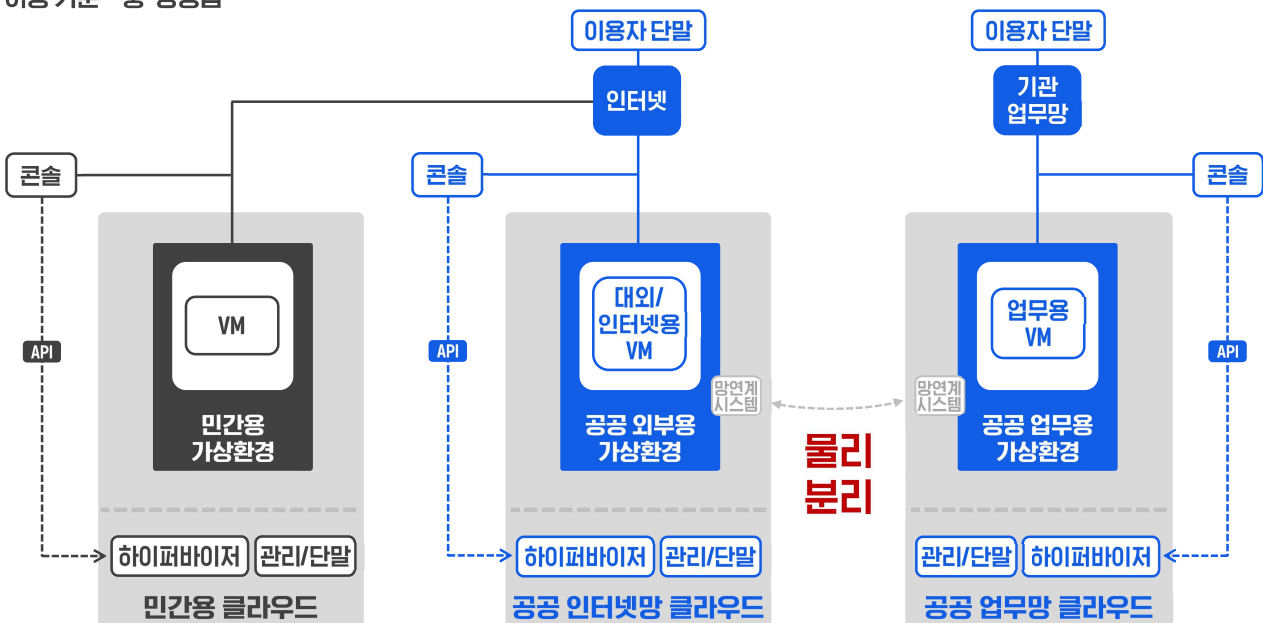 이용자 단말
이용자 단말
인터넷
기관
업무망
콘솔
콘솔
콘솔
VM
대외/
인터넷용
VM
업무용
VM
API
API
API
망연계
시스템
망연계
시스템
민간용
가상환경
공공 외부용
가상환경
공공 업무용
가상환경
물리
분리
하이퍼바이저
관리/단말
하이퍼바이저
관리/단말
관리/단말
하이퍼바이저
민간용 클라우드
공공 인터넷망 클라우드
공공 업무망 클라우드